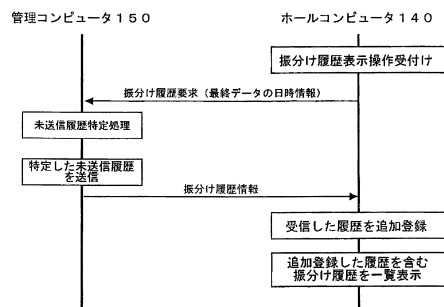 管理コンピュータ１５０
ホールコンピュータ１４０
振分け履歴表示操作受付け
振分け履歴要求（最終データの日時情報）
未送信履歴特定処理
特定した未送信履歴
を送信
振分け履歴情報
受信した履歴を追加登録
追加登録した履歴を含む
振分け履歴を一覧表示